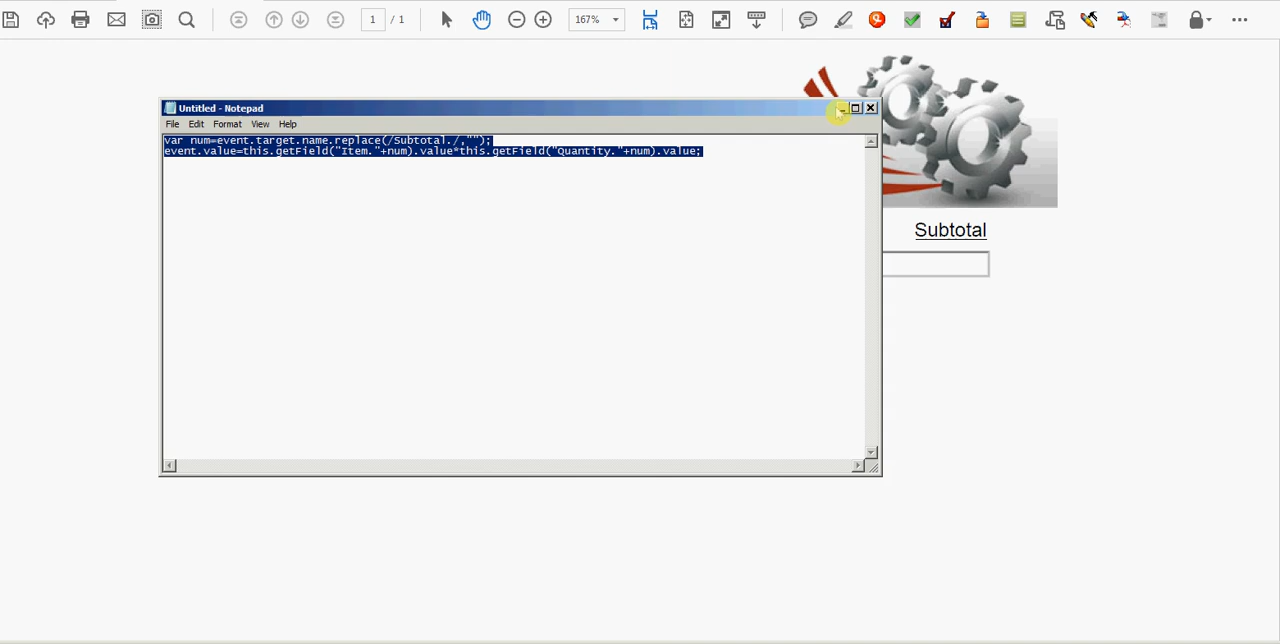 1 / 1
167%
Untitled - Notepad
File Edit Format View Help
var num=event.target.name.replace(/Subtotal./,"");
event.value=this.getField("Item."+num).value*this.getField("Quantity."+num).value;
Subtotal